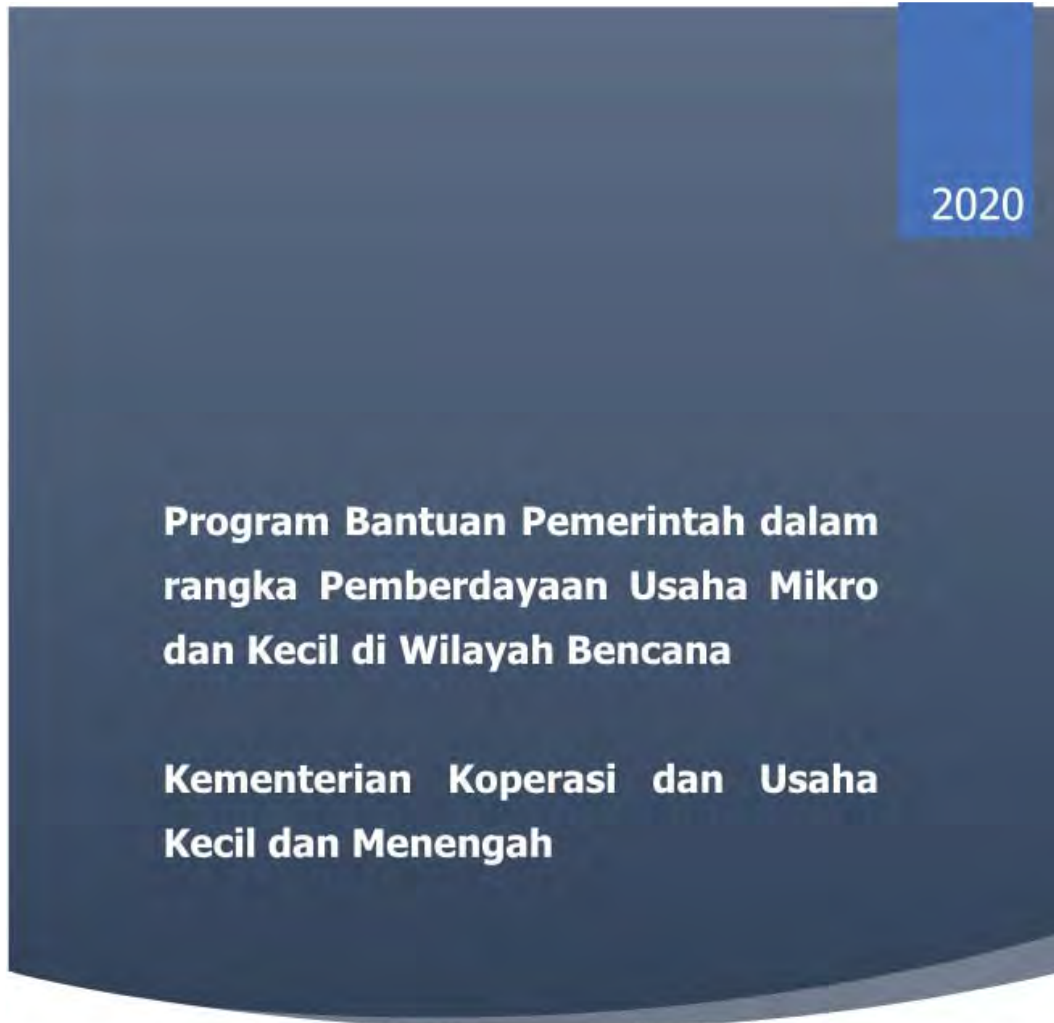 2020
Program Bantuan Pemerintah dalam
rangka Pemberdayaan Usaha Mikro
dan Kecil di Wilayah Bencana
Kementerian Koperasi dan Usaha
Kecil dan Menengah